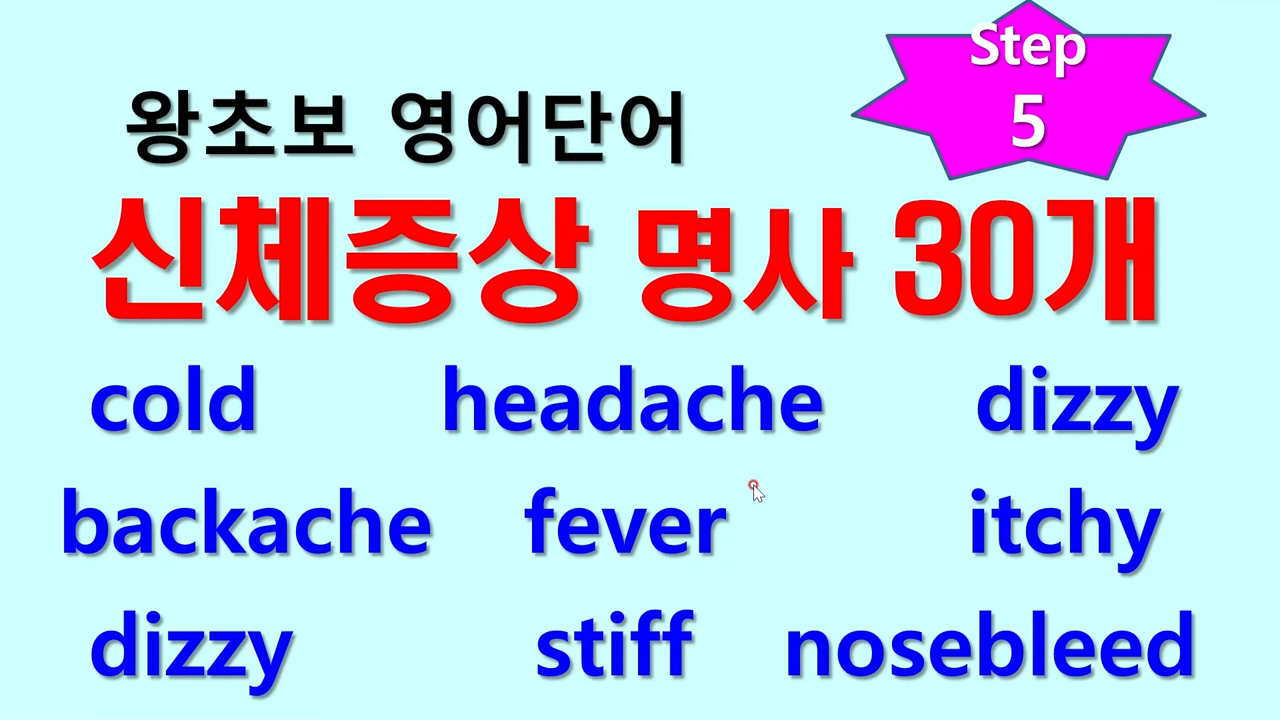 Step
5
왕초보 영어단어
신체증상 명사 30개
cold headache dizzy
backache fever itchy
dizzy stiff nosebleed